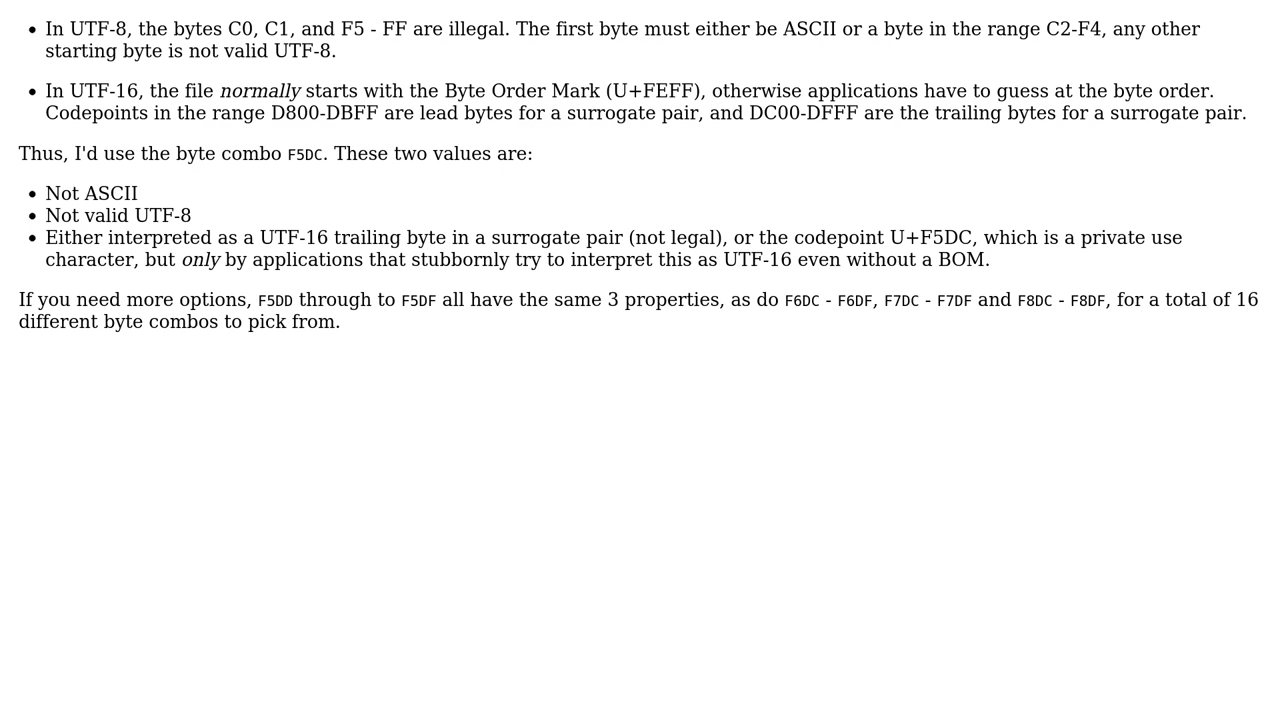 • In UTF-8, the bytes C0, C1, and F5 - FF are illegal. The first byte must either be ASCII or a byte in the range C2-F4, any other
starting byte is not valid UTF-8.
• In UTF-16, the file normally starts with the Byte Order Mark (U+FEFF), otherwise applications have to guess at the byte order.
Codepoints in the range D800-DBFF are lead bytes for a surrogate pair, and DC00-DFFF are the trailing bytes for a surrogate pair.
Thus, I'd use the byte combo F5DC. These two values are:
• Not ASCII
• Not valid UTF-8
• Either interpreted as a UTF-16 trailing byte in a surrogate pair (not legal), or the codepoint U+F5DC, which is a private use
character, but only by applications that stubbornly try to interpret this as UTF-16 even without a BOM.
If you need more options, F5DD through to F5DF all have the same 3 properties, as do F6DC - F6DF, F7DC - F7DF and F8DC - F8DF, for a total of 16
different byte combos to pick from.